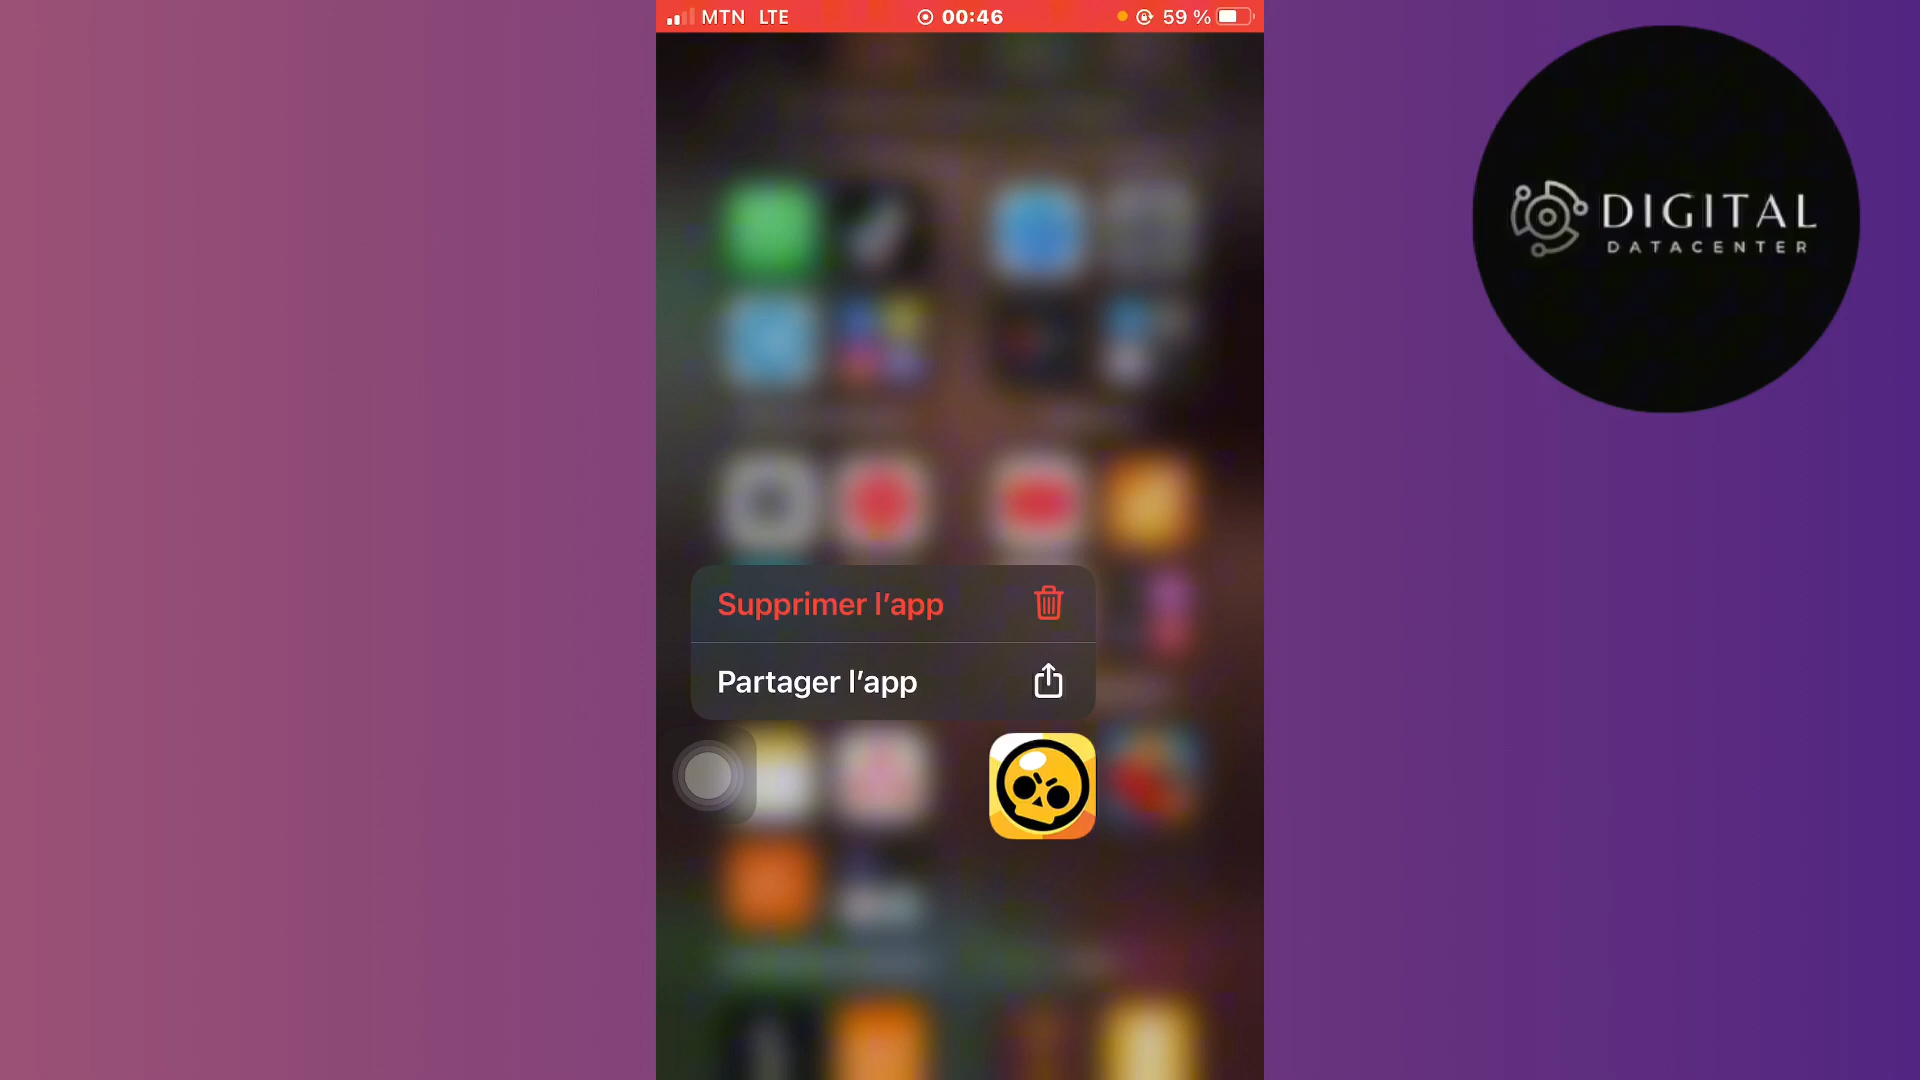 MTN LTE 00:46 59 %
DIGITAL
DATACENTER
Supprimer l’app
Partager l’app